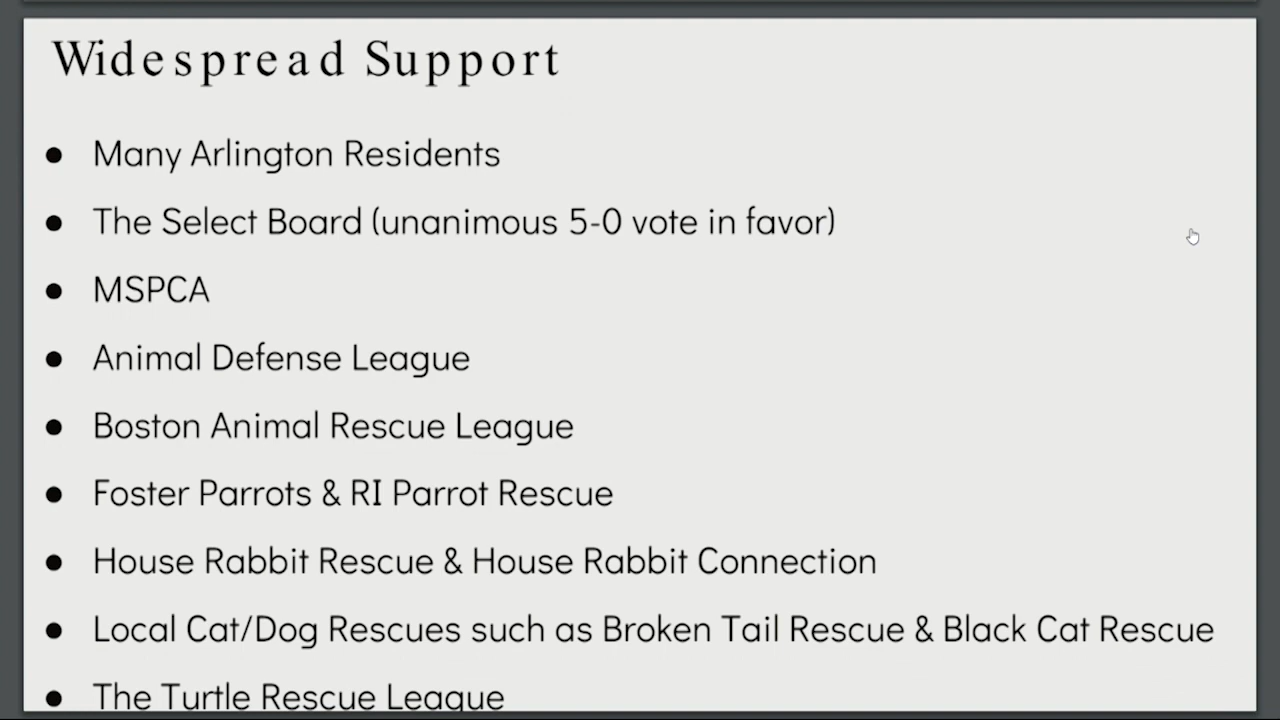 Widespread Support
● Many Arlington Residents
● The Select Board (unanimous 5-0 vote in favor)
● MSPCA
● Animal Defense League
● Boston Animal Rescue League
● Foster Parrots & RI Parrot Rescue
● House Rabbit Rescue & House Rabbit Connection
● Local Cat/Dog Rescues such as Broken Tail Rescue & Black Cat Rescue
● The Turtle Rescue League